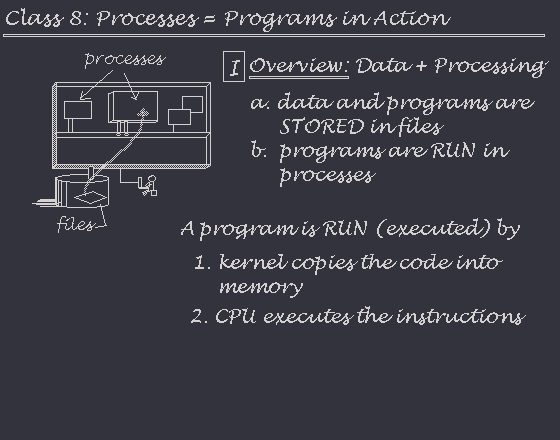 Class 8: Processes = Programs in Action
processes
I Overview: Data + Processing
a. data and programs are
STORED in files
b. programs are RUN in
processes
files
A program is RUN (executed) by
1. kernel copies the code into
memory
2. CPU executes the instructions